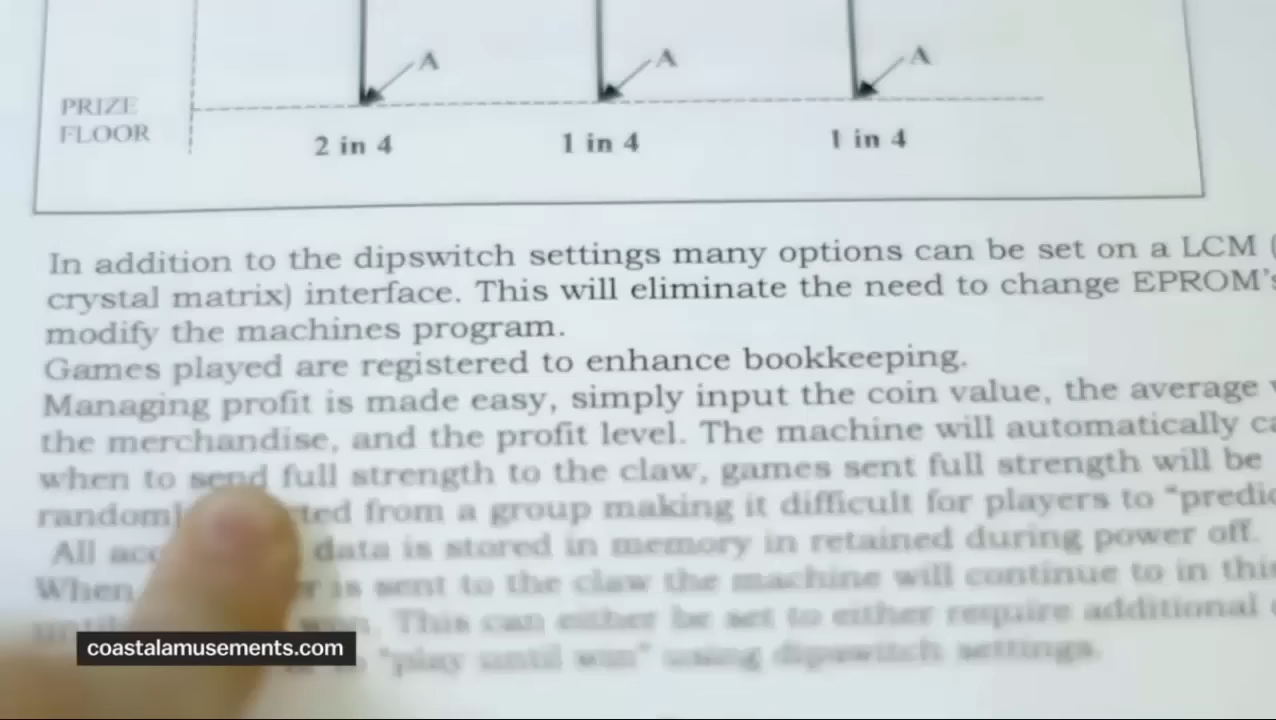 A A A
PRIZE
FLOOR
2 in 4 1 in 4 1 in 4
In addition to the dipswitch settings many options can be set on a LCM (
crystal matrix) interface. This will eliminate the need to change EPROM's
modify the machines program.
Games played are registered to enhance bookkeeping.
Managing profit is made easy, simply input the coin value, the average
the merchandise, and the profit level. The machine will automatically
when to send full strength to the claw, games sent full strength will be
from a group making it difficult for players to "
All data is stored in memory in retained during power off.
When is sent to the claw the machine will continue to in this
This can either be set to either require additional
"play until win" using dipswitch settings.
coastalamusements.com